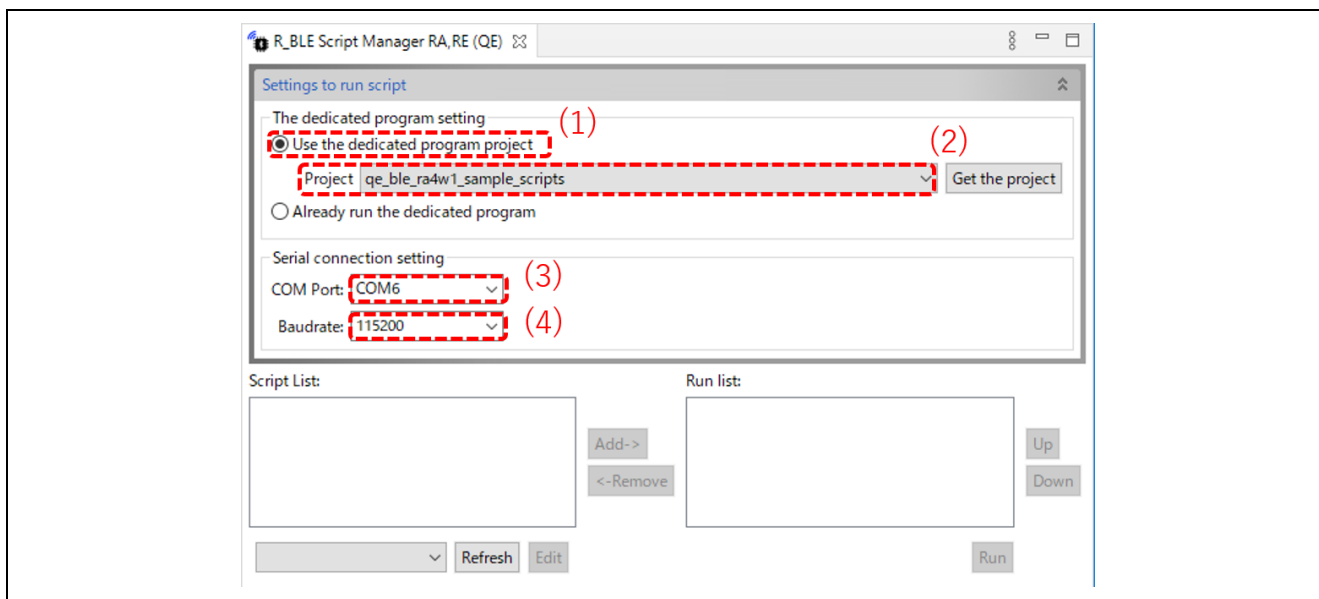 R_BLE Script Manager RA,RE (QE)
Settings to run script
The dedicated program setting
(1)
Use the dedicated program project
(2)
Project qe_ble_ra4w1_sample_scripts Get the project
Already run the dedicated program
Serial connection setting
COM Port: COM6 (3)
Baudrate: 115200 (4)
Script List: Run list:
Add-> Up
<-Remove Down
Refresh Edit Run